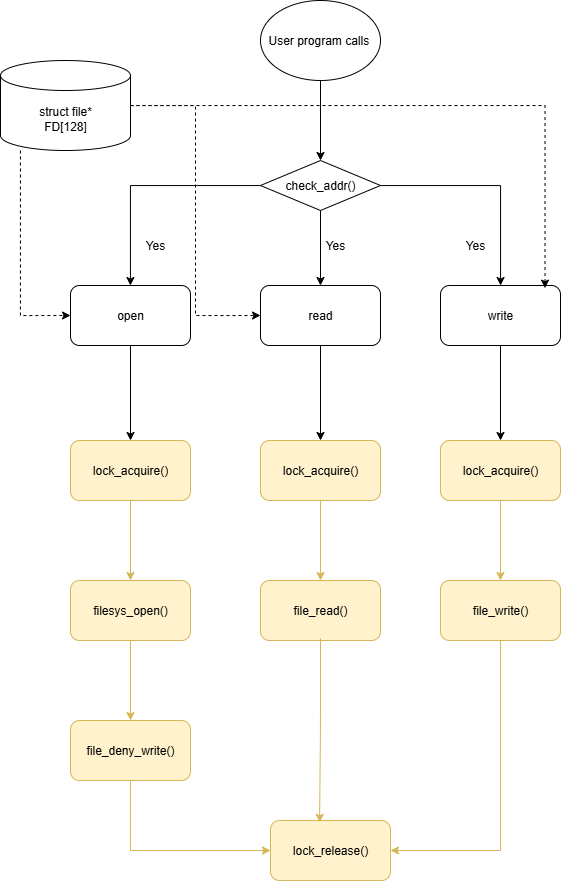 User program calls
struct file*
FD[128]
check_addr()
Yes
Yes
Yes
open
read
write
lock_acquire()
lock_acquire()
lock_acquire()
filesys_open()
file_read()
file_write()
file_deny_write()
lock_release()